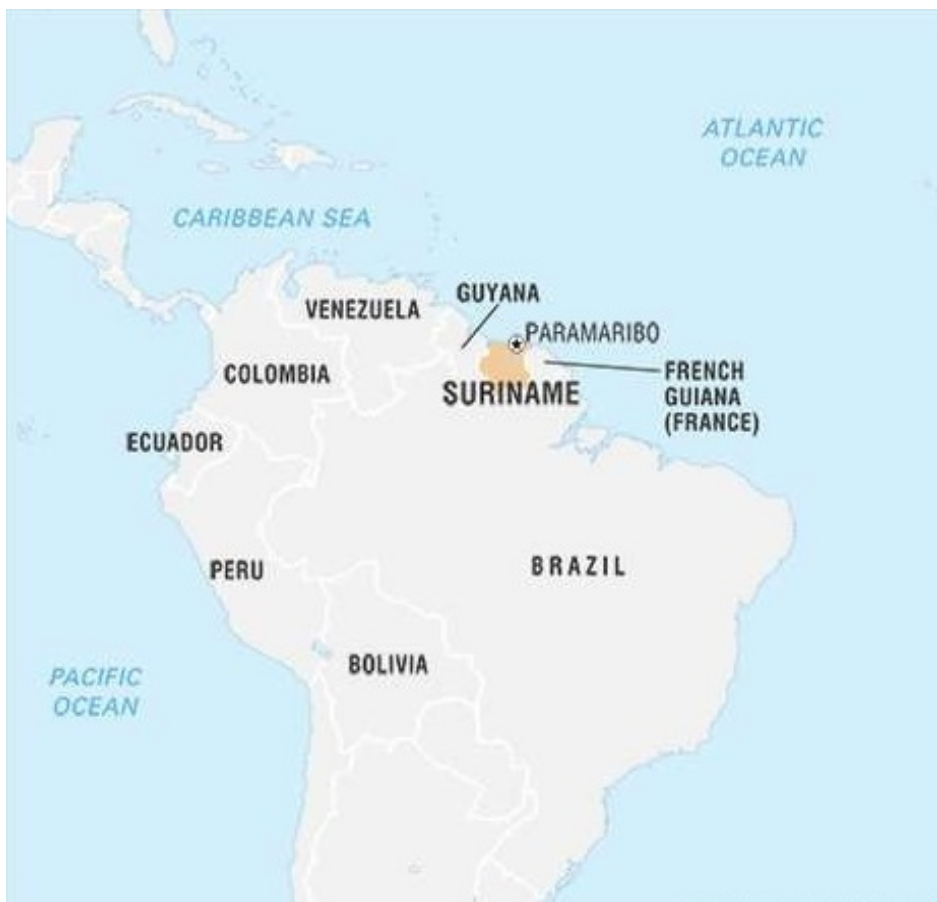 ATLANTIC
OCEAN
CARIBBEAN SEA
GUYANA
VENEZUELA
PARAMARIBO
COLOMBIA
FRENCH
GUIANA
(FRANCE)
SURINAME
ECUADOR
PERU
BRAZIL
BOLIVIA
PACIFIC
OCEAN